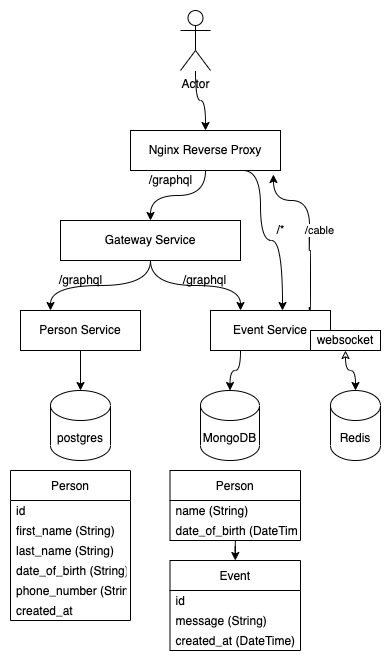 Actor
Nginx Reverse Proxy
/graphql
/*
/cable
Gateway Service
/graphql
/graphql
Person Service
Event Service
websocket
postgres
MongoDB
Redis
Person
id
first_name (String)
last_name (String)
date_of_birth (String)
phone_number (Strin
created_at
Person
name (String)
date_of_birth (DateTim
Event
id
message (String)
created_at (DateTime)